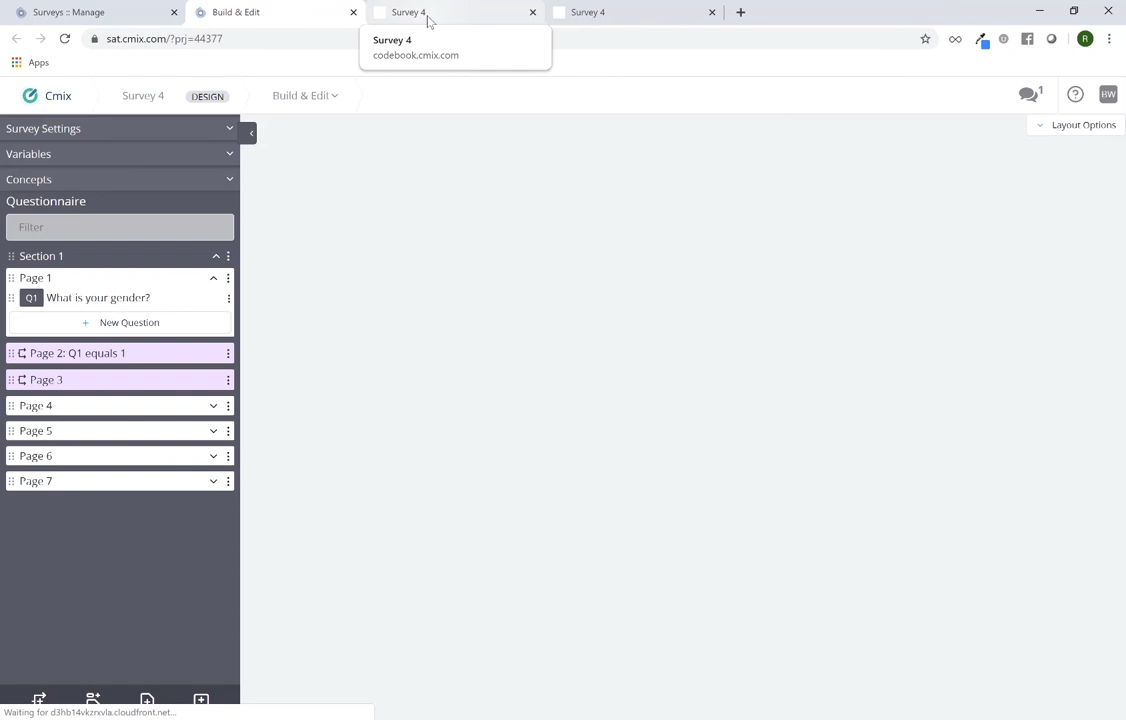 Surveys :: Manage
Build & Edit
Survey 4
Survey 4
sat.cmix.com/?prj=44377
Survey 4
codebook.cmix.com
R
Apps
Cmix
Survey 4
DESIGN
Build & Edit
1
BW
Survey Settings
Layout Options
Variables
Concepts
Questionnaire
Filter
Section 1
Page 1
Q1 What is your gender?
+ New Question
Page 2: Q1 equals 1
Page 3
Page 4
Page 5
Page 6
Page 7
Waiting for d3hb14vkzrxvla.cloudfront.net...